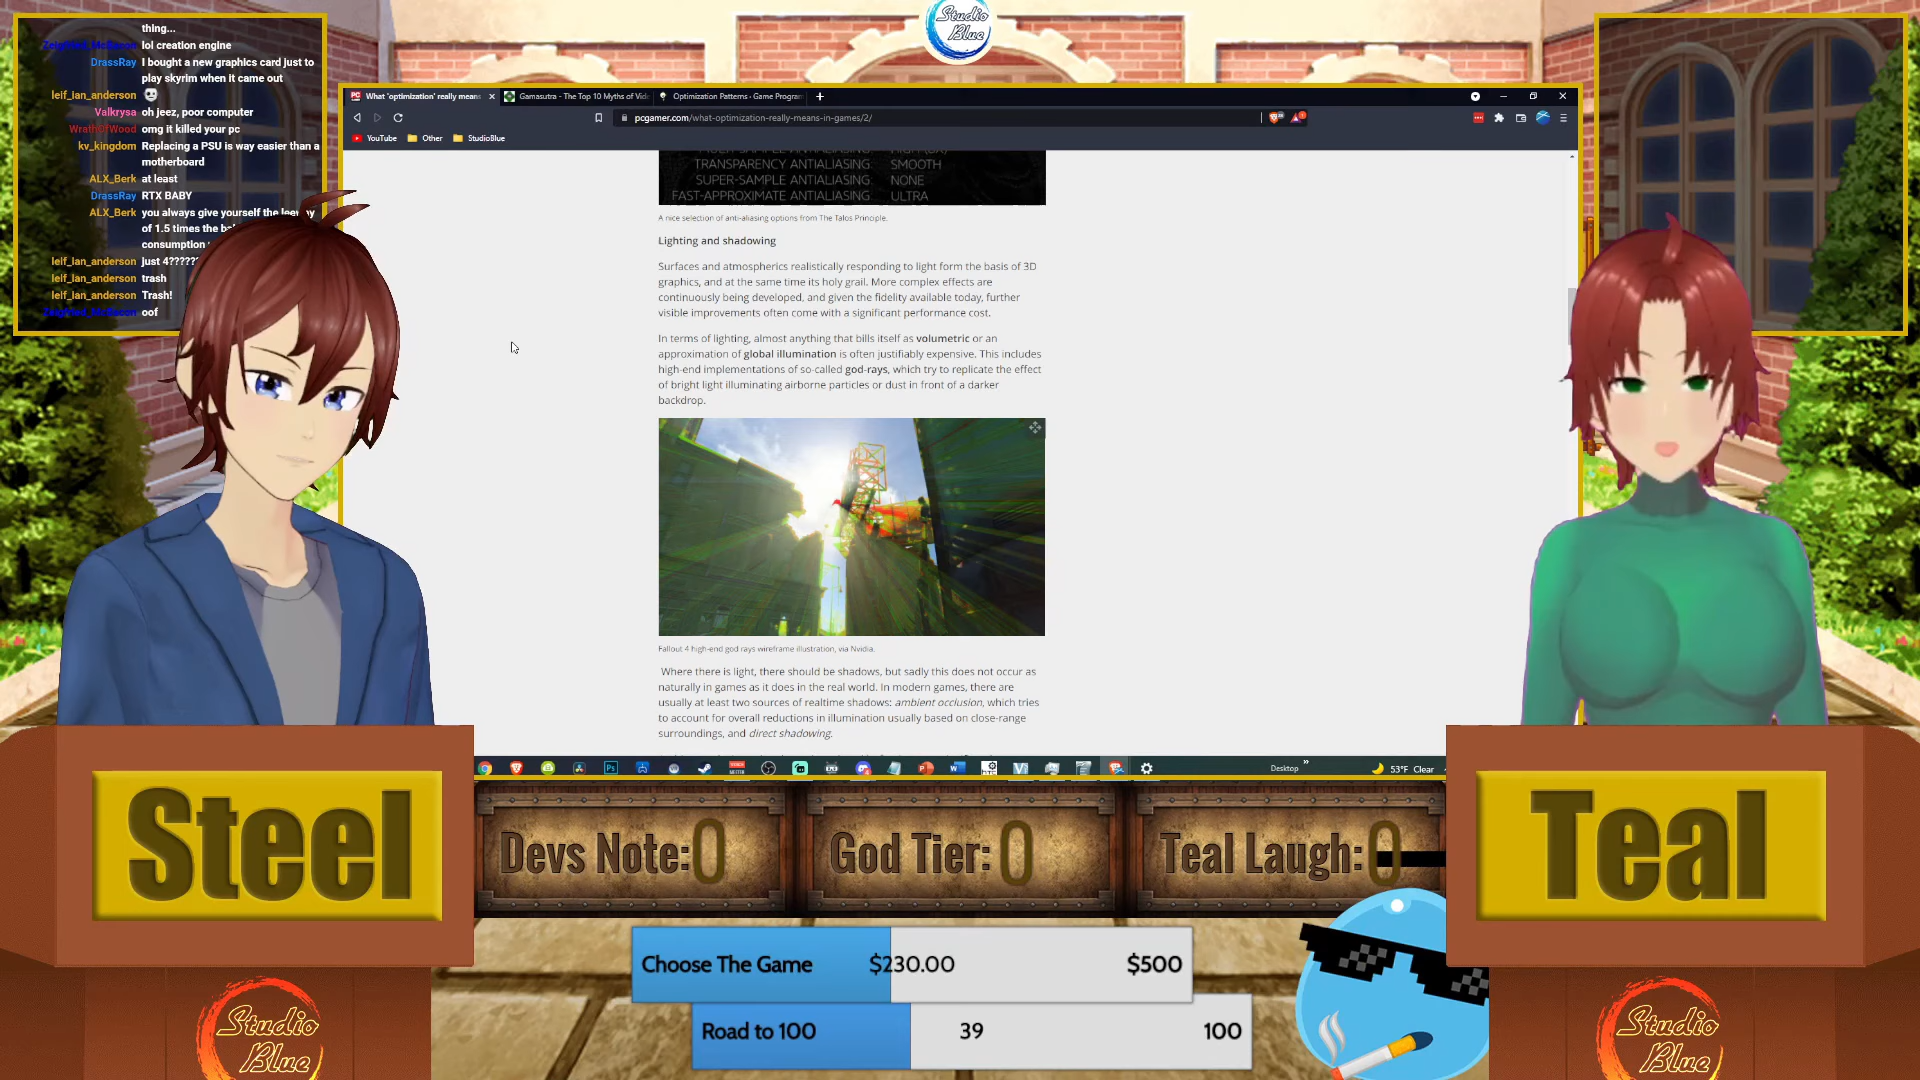 thing...
Zeigfried_McBacon lol creation engine
DrassRay I bought a new graphics card just to
play skyrim when it came out
leif_ian_anderson
Valkrysa oh jeez, poor computer
WrathOfWood omg it killed your pc
kv_kingdom Replacing a PSU is way easier than a
motherboard
ALX_Berk at least
DrassRay RTX BABY
ALX_Berk you always give yourself the
of 1.5 times the
consumption
leif_ian_anderson just 4?????
leif_ian_anderson trash
leif_ian_anderson Trash!
Zeigfried_McBacon oof
Studio
Blue
What 'optimization' really means
Gamasutra - The Top 10 Myths of Vid
Optimization Patterns · Game Program
pcgamer.com/what-optimization-really-means-in-games/2/
YouTube
Other
StudioBlue
TRANSPARENCY ANTIALIASING: SMOOTH
SUPER-SAMPLE ANTIALIASING: NONE
FAST-APPROXIMATE ANTIALIASING: ULTRA
A nice selection of anti-aliasing options from The Talos Principle.
Lighting and shadowing
Surfaces and atmospherics realistically responding to light form the basis of 3D
graphics, and at the same time its holy grail. More complex effects are
continuously being developed, and given the fidelity available today, further
visible improvements often come with a significant performance cost.
In terms of lighting, almost anything that bills itself as volumetric or an
approximation of global illumination is often justifiably expensive. This includes
high-end implementations of so-called god-rays, which try to replicate the effect
of bright light illuminating airborne particles or dust in front of a darker
backdrop.
Fallout 4 high-end god rays wireframe illustration, via Nvidia.
Where there is light, there should be shadows, but sadly this does not occur as
naturally in games as it does in the real world. In modern games, there are
usually at least two sources of realtime shadows: ambient occlusion, which tries
to account for overall reductions in illumination usually based on close-range
surroundings, and direct shadowing.
Desktop
53°F Clear
Steel
Devs Note: 0
God Tier: 0
Teal Laugh: 0
Teal
Choose The Game $230.00 $500
Road to 100 39 100
Studio
Blue
Studio
Blue